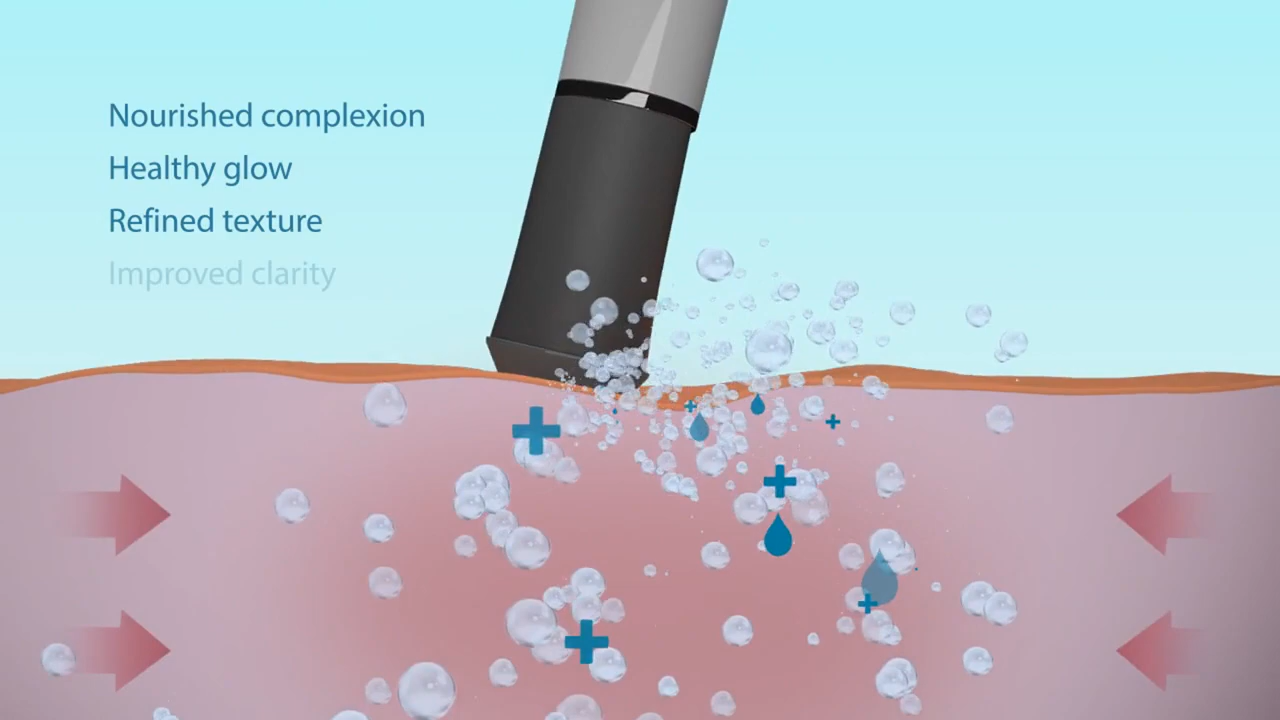 Nourished complexion
Healthy glow
Refined texture
Improved clarity